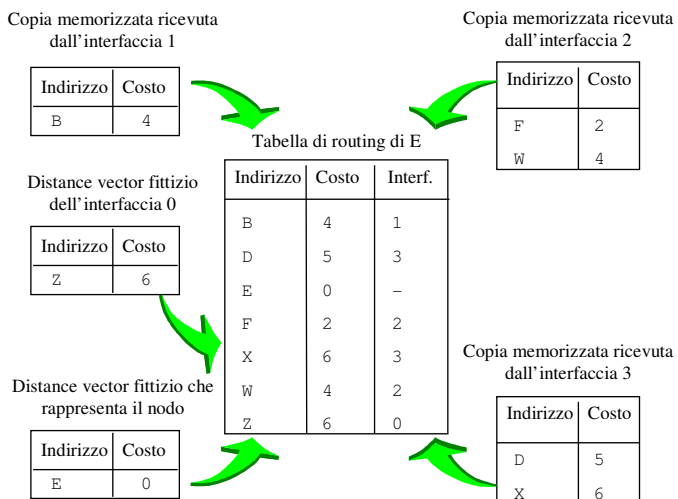 Copia memorizzata ricevuta
dall'interfaccia 1
Indirizzo Costo
B 4
Copia memorizzata ricevuta
dall'interfaccia 2
Indirizzo Costo
F 2
W 4
Distance vector fittizio
dell'interfaccia 0
Indirizzo Costo
Z 6
Tabella di routing di E
Indirizzo Costo Interf.
B 4 1
D 5 3
E 0 –
F 2 2
X 6 3
W 4 2
Z 6 0
Distance vector fittizio che
rappresenta il nodo
Indirizzo Costo
E 0
Copia memorizzata ricevuta
dall'interfaccia 3
Indirizzo Costo
D 5
X 6